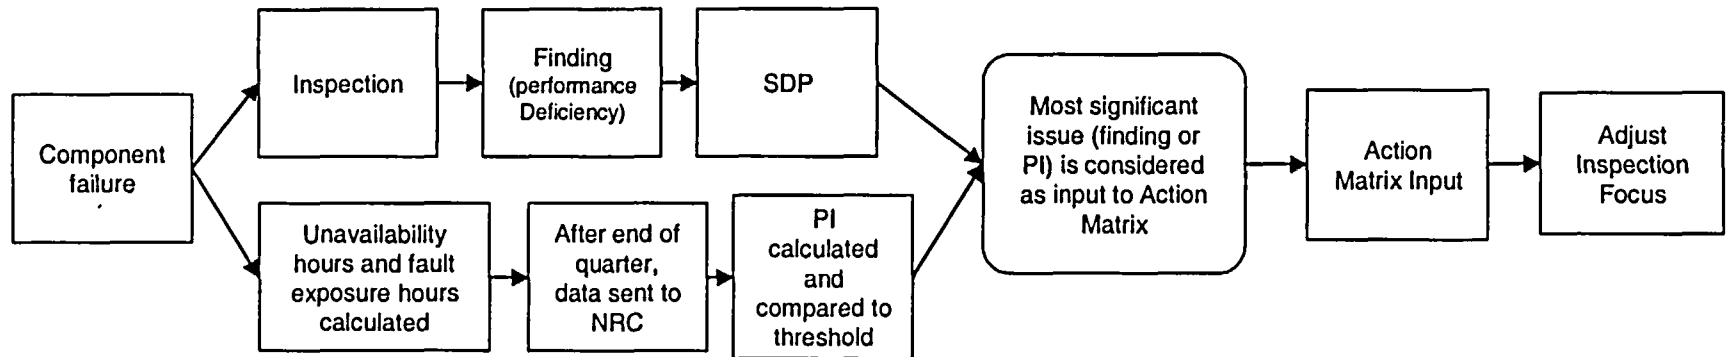 Component
failure
Inspection
Finding
(performance
Deficiency)
SDP
Unavailability
hours and fault
exposure hours
calculated
After end of
quarter,
data sent to
NRC
PI
calculated
and
compared to
threshold
Most significant
issue (finding or
PI) is considered
as input to Action
Matrix
Action
Matrix Input
Adjust
Inspection
Focus